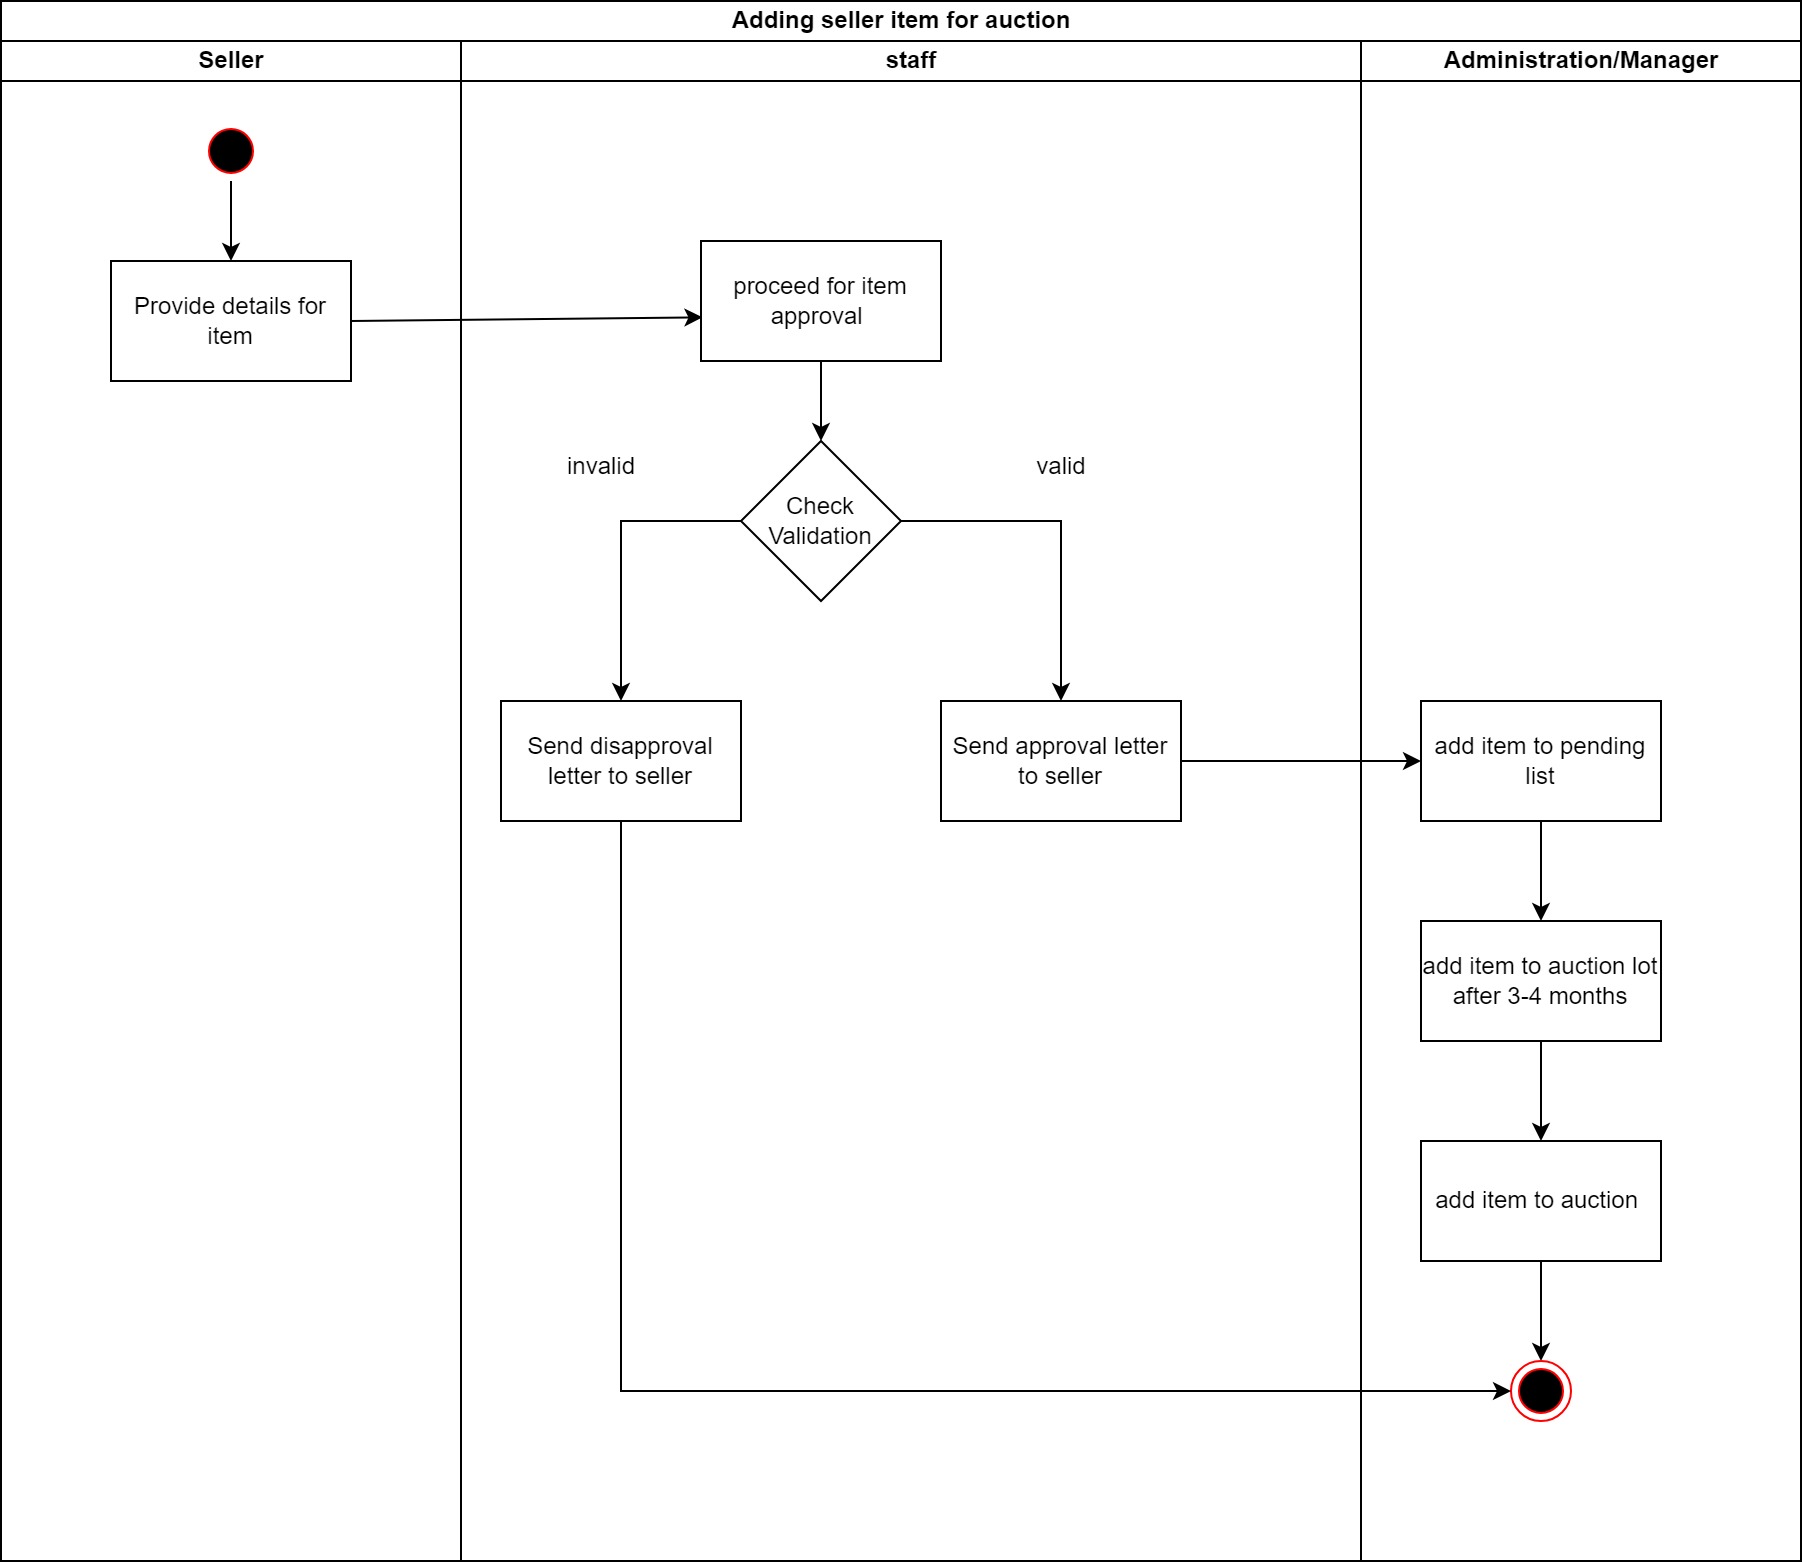 Adding seller item for auction
Seller
staff
Administration/Manager
Provide details for
item
proceed for item
approval
invalid
valid
Check
Validation
Send disapproval
letter to seller
Send approval letter
to seller
add item to pending
list
add item to auction lot
after 3-4 months
add item to auction